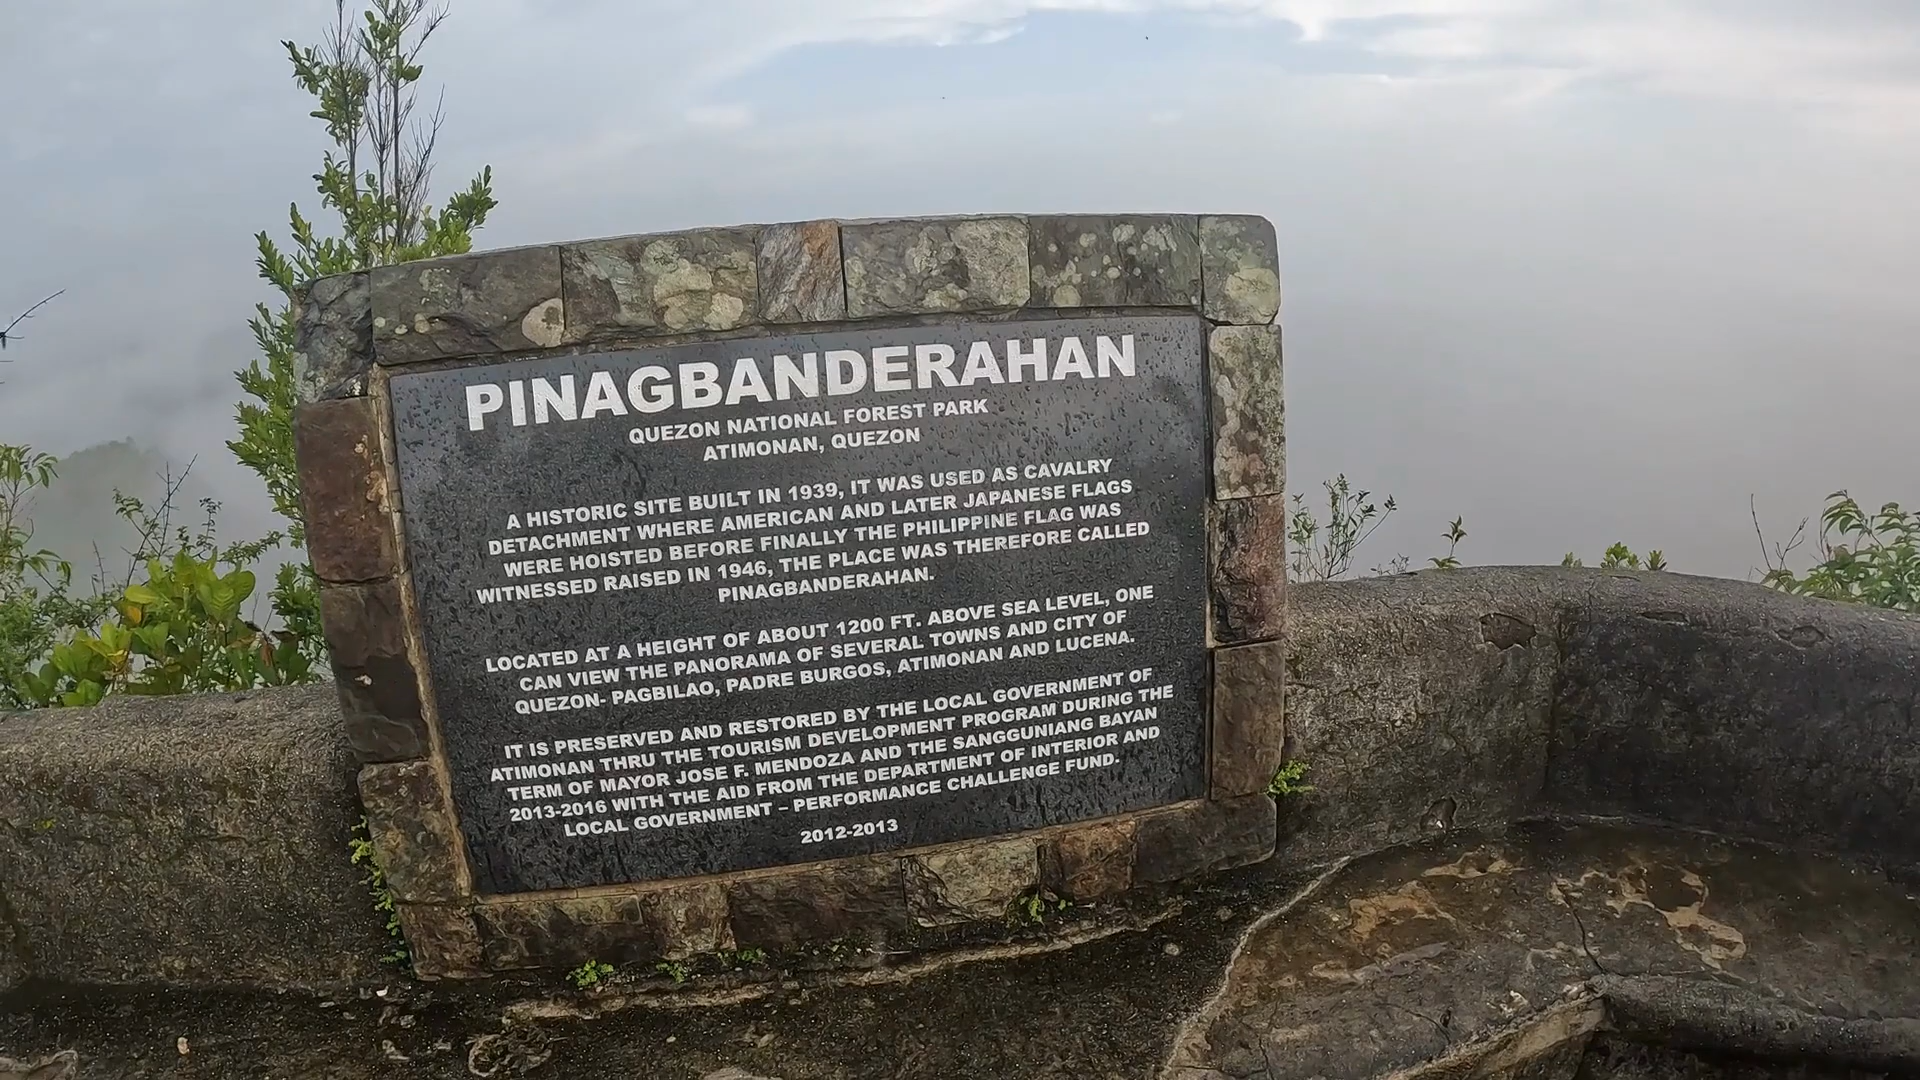 PINAGBANDERAHAN
QUEZON NATIONAL FOREST PARK
ATIMONAN, QUEZON
A HISTORIC SITE BUILT IN 1939, IT WAS USED AS CAVALRY
DETACHMENT WHERE AMERICAN AND LATER JAPANESE FLAGS
WERE HOISTED BEFORE FINALLY THE PHILIPPINE FLAG WAS
WITNESSED RAISED IN 1946, THE PLACE WAS THEREFORE CALLED
PINAGBANDERAHAN.
LOCATED AT A HEIGHT OF ABOUT 1200 FT. ABOVE SEA LEVEL, ONE
CAN VIEW THE PANORAMA OF SEVERAL TOWNS AND CITY OF
QUEZON- PAGBILAO, PADRE BURGOS, ATIMONAN AND LUCENA.
IT IS PRESERVED AND RESTORED BY THE LOCAL GOVERNMENT OF
ATIMONAN THRU THE TOURISM DEVELOPMENT PROGRAM DURING THE
TERM OF MAYOR JOSE F. MENDOZA AND THE SANGGUNIANG BAYAN
2013-2016 WITH THE AID FROM THE DEPARTMENT OF INTERIOR AND
LOCAL GOVERNMENT – PERFORMANCE CHALLENGE FUND.
2012-2013